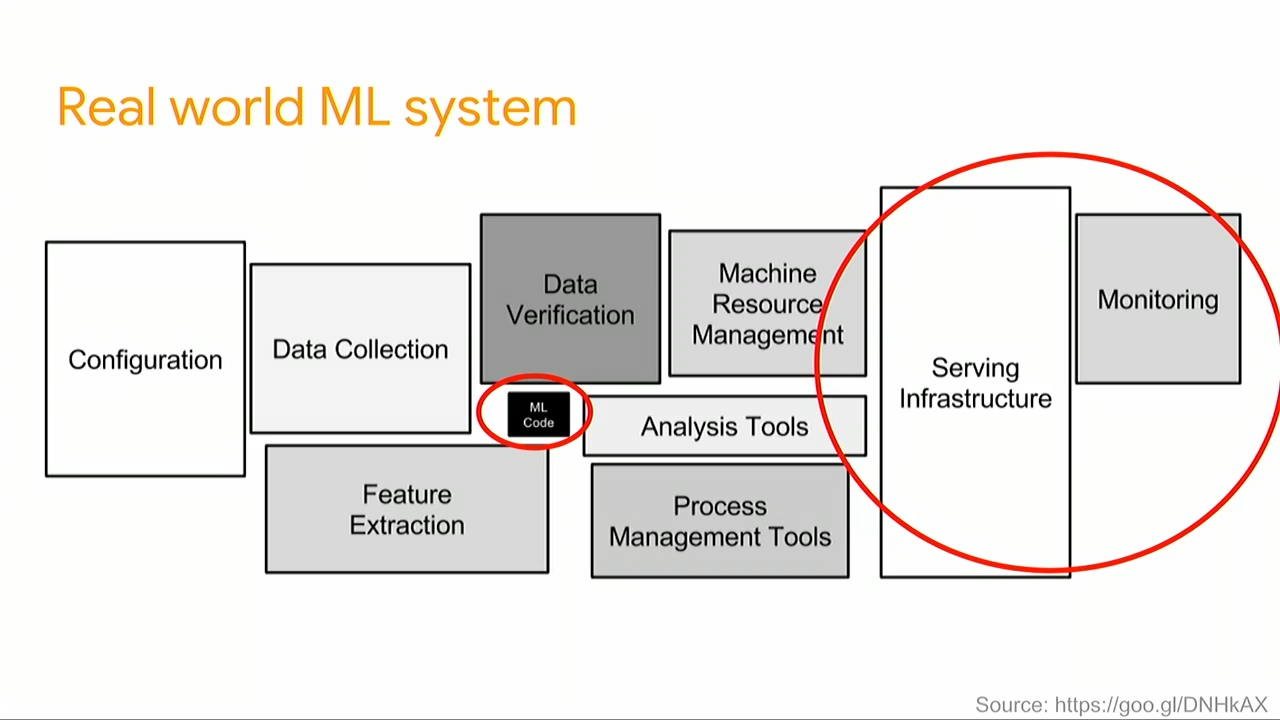 Real world ML system
Configuration
Data Collection
Data
Verification
Machine
Resource
Management
ML
Code
Analysis Tools
Feature
Extraction
Process
Management Tools
Serving
Infrastructure
Monitoring
Source: https://goo.gl/DNHkAX